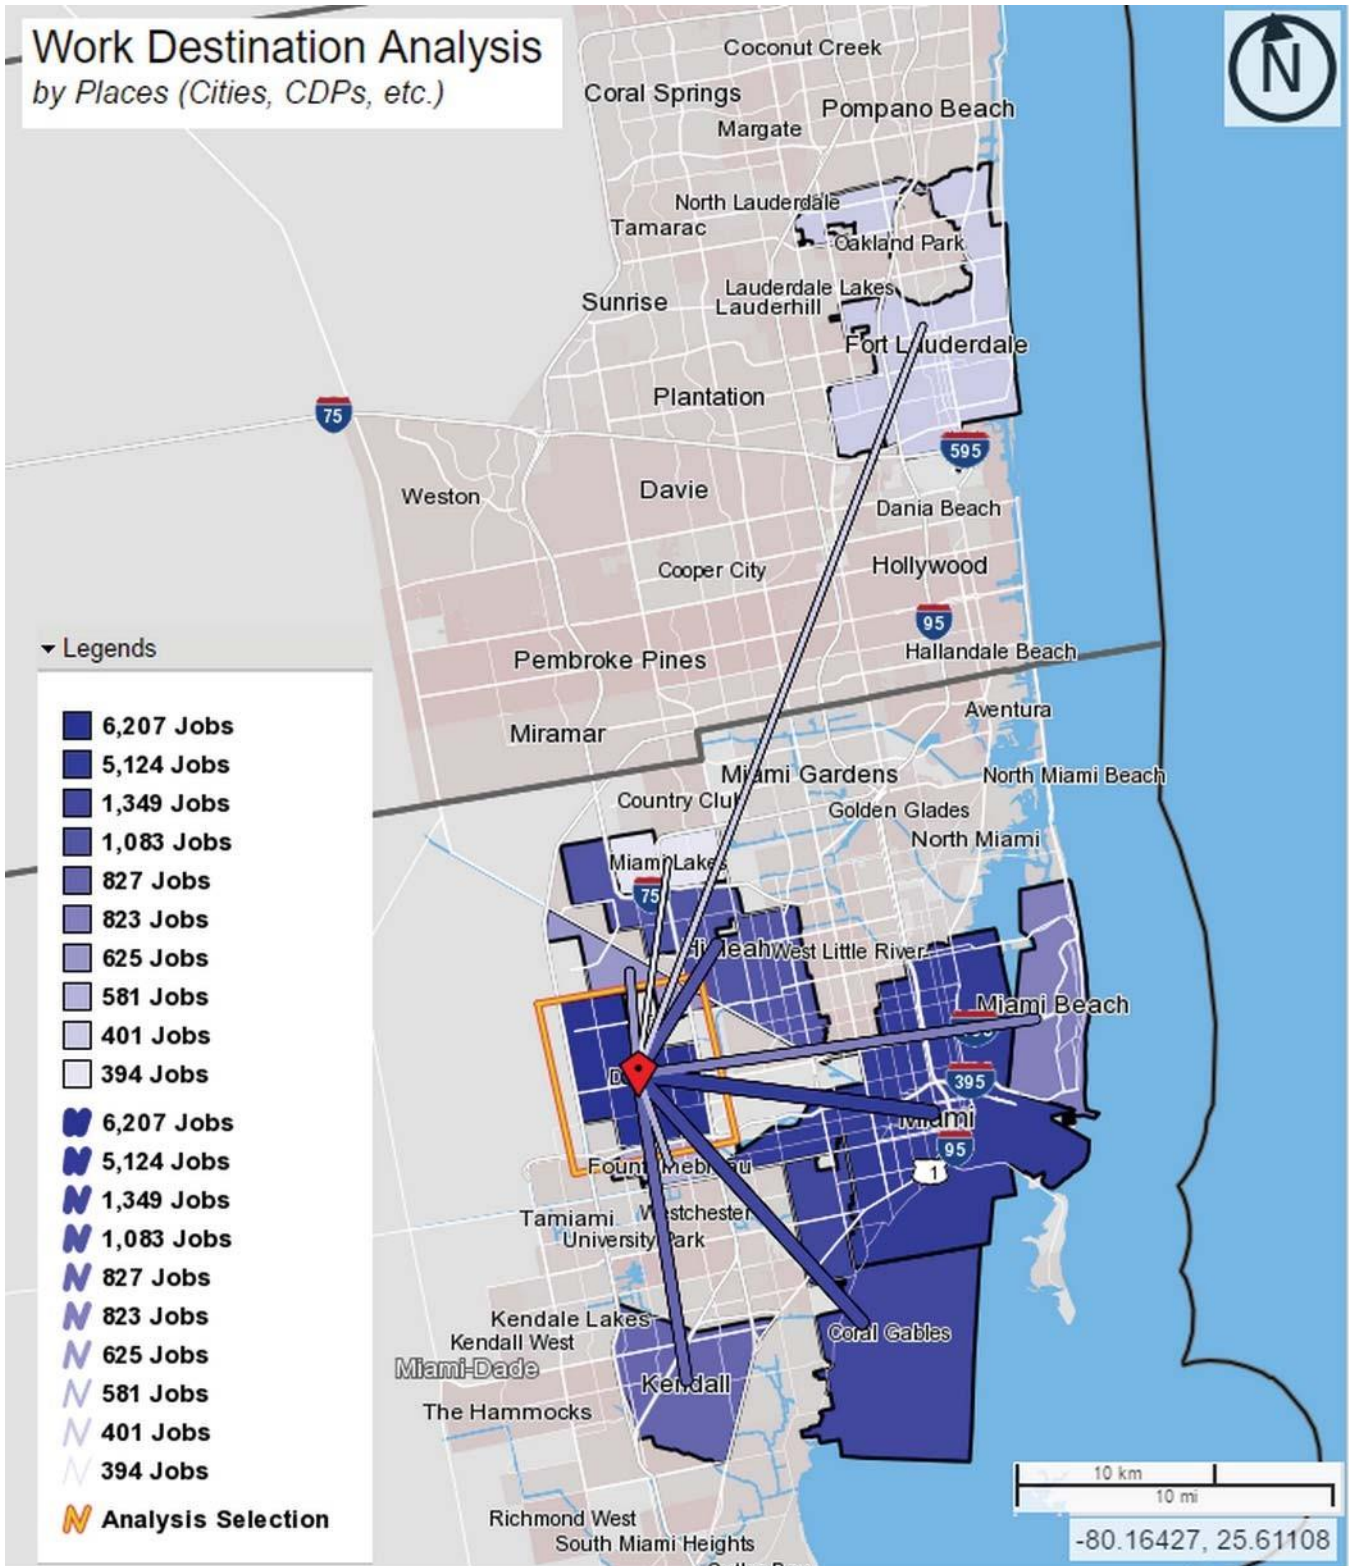 Work Destination Analysis
by Places (Cities, CDPs, etc.)
N
Coconut Creek
Coral Springs
Pompano Beach
Margate
North Lauderdale
Tamarac
Oakland Park
Lauderdale Lakes
Sunrise
Lauderhill
Fort Lauderdale
Plantation
75
595
Weston
Davie
Dania Beach
Cooper City
Hollywood
95
Hallandale Beach
Pembroke Pines
Aventura
Miramar
Miami Gardens
North Miami Beach
Country Club
Golden Glades
North Miami
Miami Lakes
75
Hialeah
West Little River
Miami Beach
395
Miami
95
1
Tamiami
Westchester
University Park
Kendale Lakes
Coral Gables
Kendall West
Miami-Dade
Kendall
The Hammocks
Richmond West
South Miami Heights
Legends
6,207 Jobs
5,124 Jobs
1,349 Jobs
1,083 Jobs
827 Jobs
823 Jobs
625 Jobs
581 Jobs
401 Jobs
394 Jobs
6,207 Jobs
5,124 Jobs
1,349 Jobs
1,083 Jobs
827 Jobs
823 Jobs
625 Jobs
581 Jobs
401 Jobs
394 Jobs
Analysis Selection
10 km
10 mi
-80.16427, 25.61108